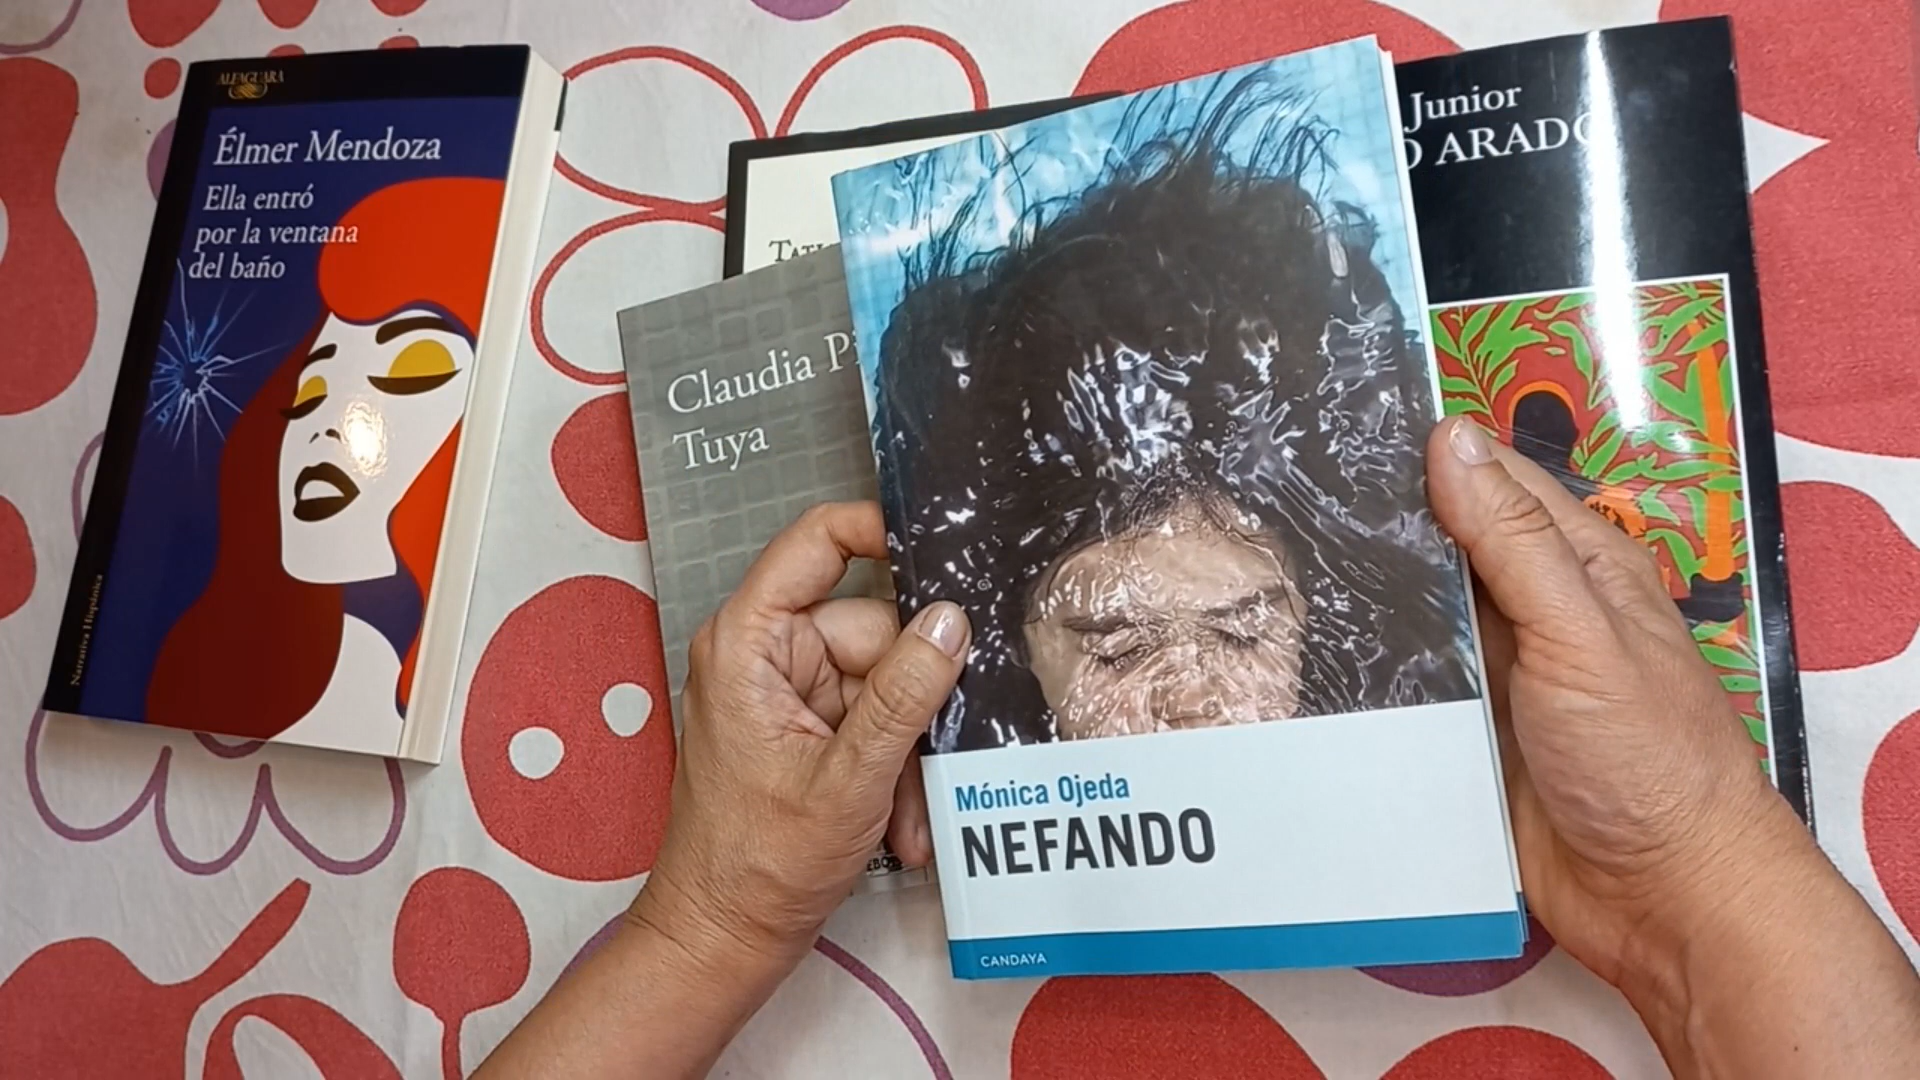 ALFAGUARA
Élmer Mendoza
Ella entró
por la ventana
del baño
Narrativa Hispánica
Claudia Pi
Tuya
Mónica Ojeda
NEFANDO
CANDAYA
Junior
O ARADO